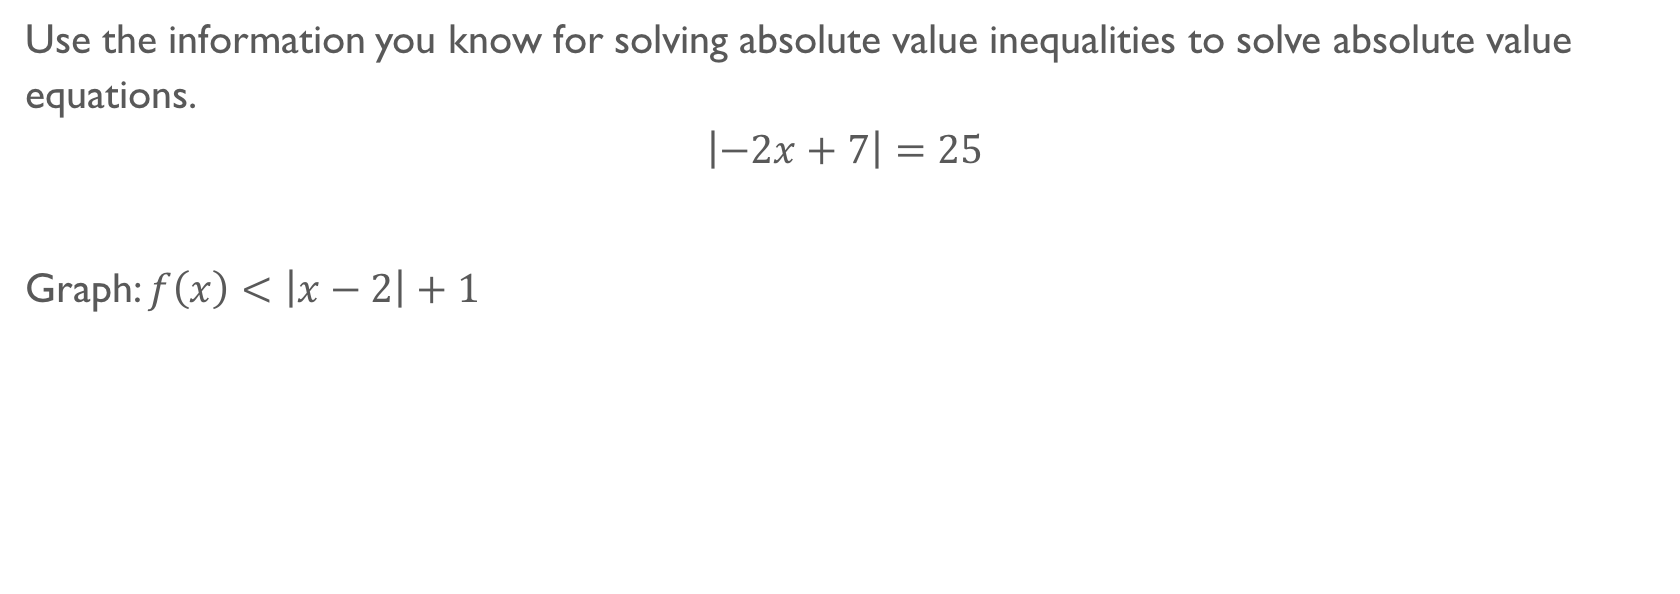 Use the information you know for solving absolute value inequalities to solve absolute value
equations.
|−2x + 7| = 25
Graph: f(x) < |x − 2| + 1